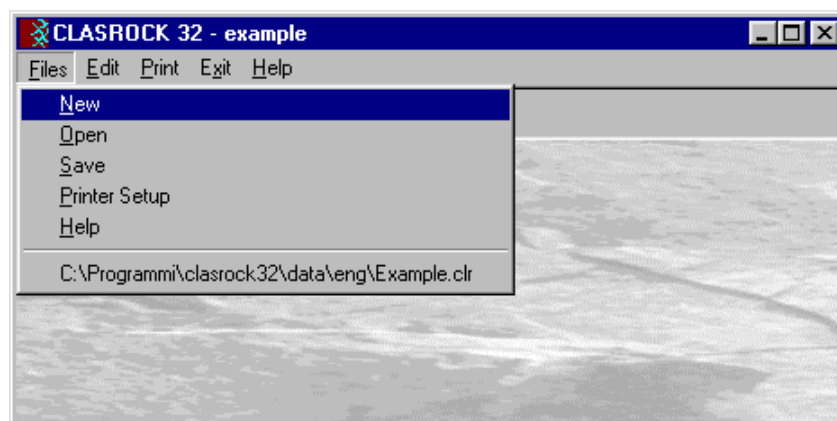 CLASROCK 32 - example
Files Edit Print Exit Help
New
Open
Save
Printer Setup
Help
C:\Programmi\clasrock32\data\eng\Example.clr